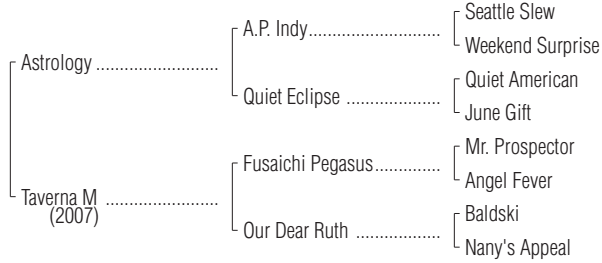 Seattle Slew
A.P. Indy..............................
Weekend Surprise
Astrology ............................
Quiet American
Quiet Eclipse ......................
June Gift
Mr. Prospector
Fusaichi Pegasus...............
Angel Fever
Taverna M ..........................
(2007)
Baldski
Our Dear Ruth ...................
Nany's Appeal